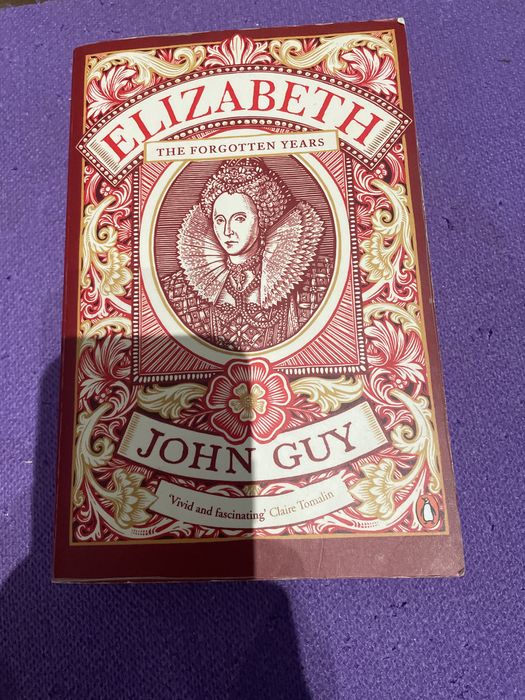 ELIZABETH
THE FORGOTTEN YEARS
JOHN GUY
'Vivid and fascinating' Claire Tomalin